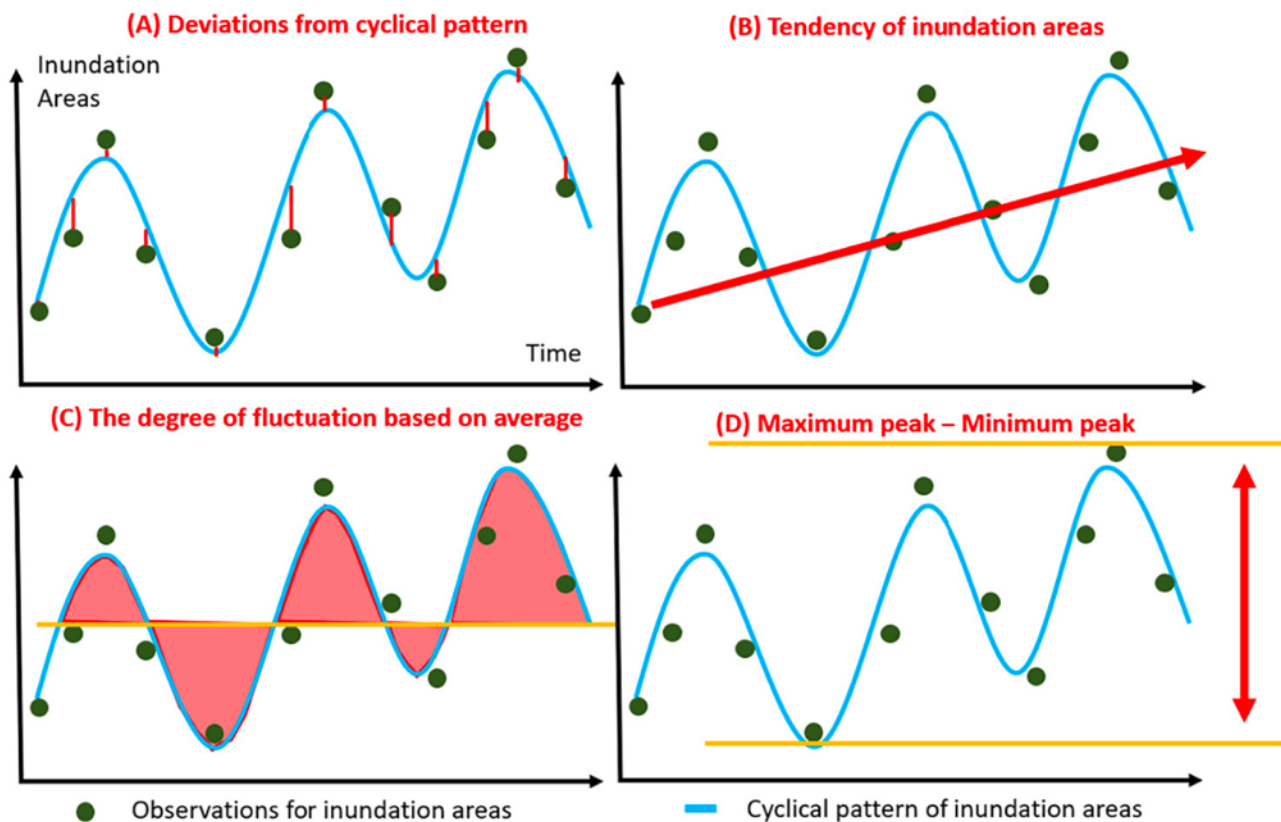 (A) Deviations from cyclical pattern
(B) Tendency of inundation areas
Inundation
Areas
Time
(C) The degree of fluctuation based on average
(D) Maximum peak – Minimum peak
Observations for inundation areas
Cyclical pattern of inundation areas